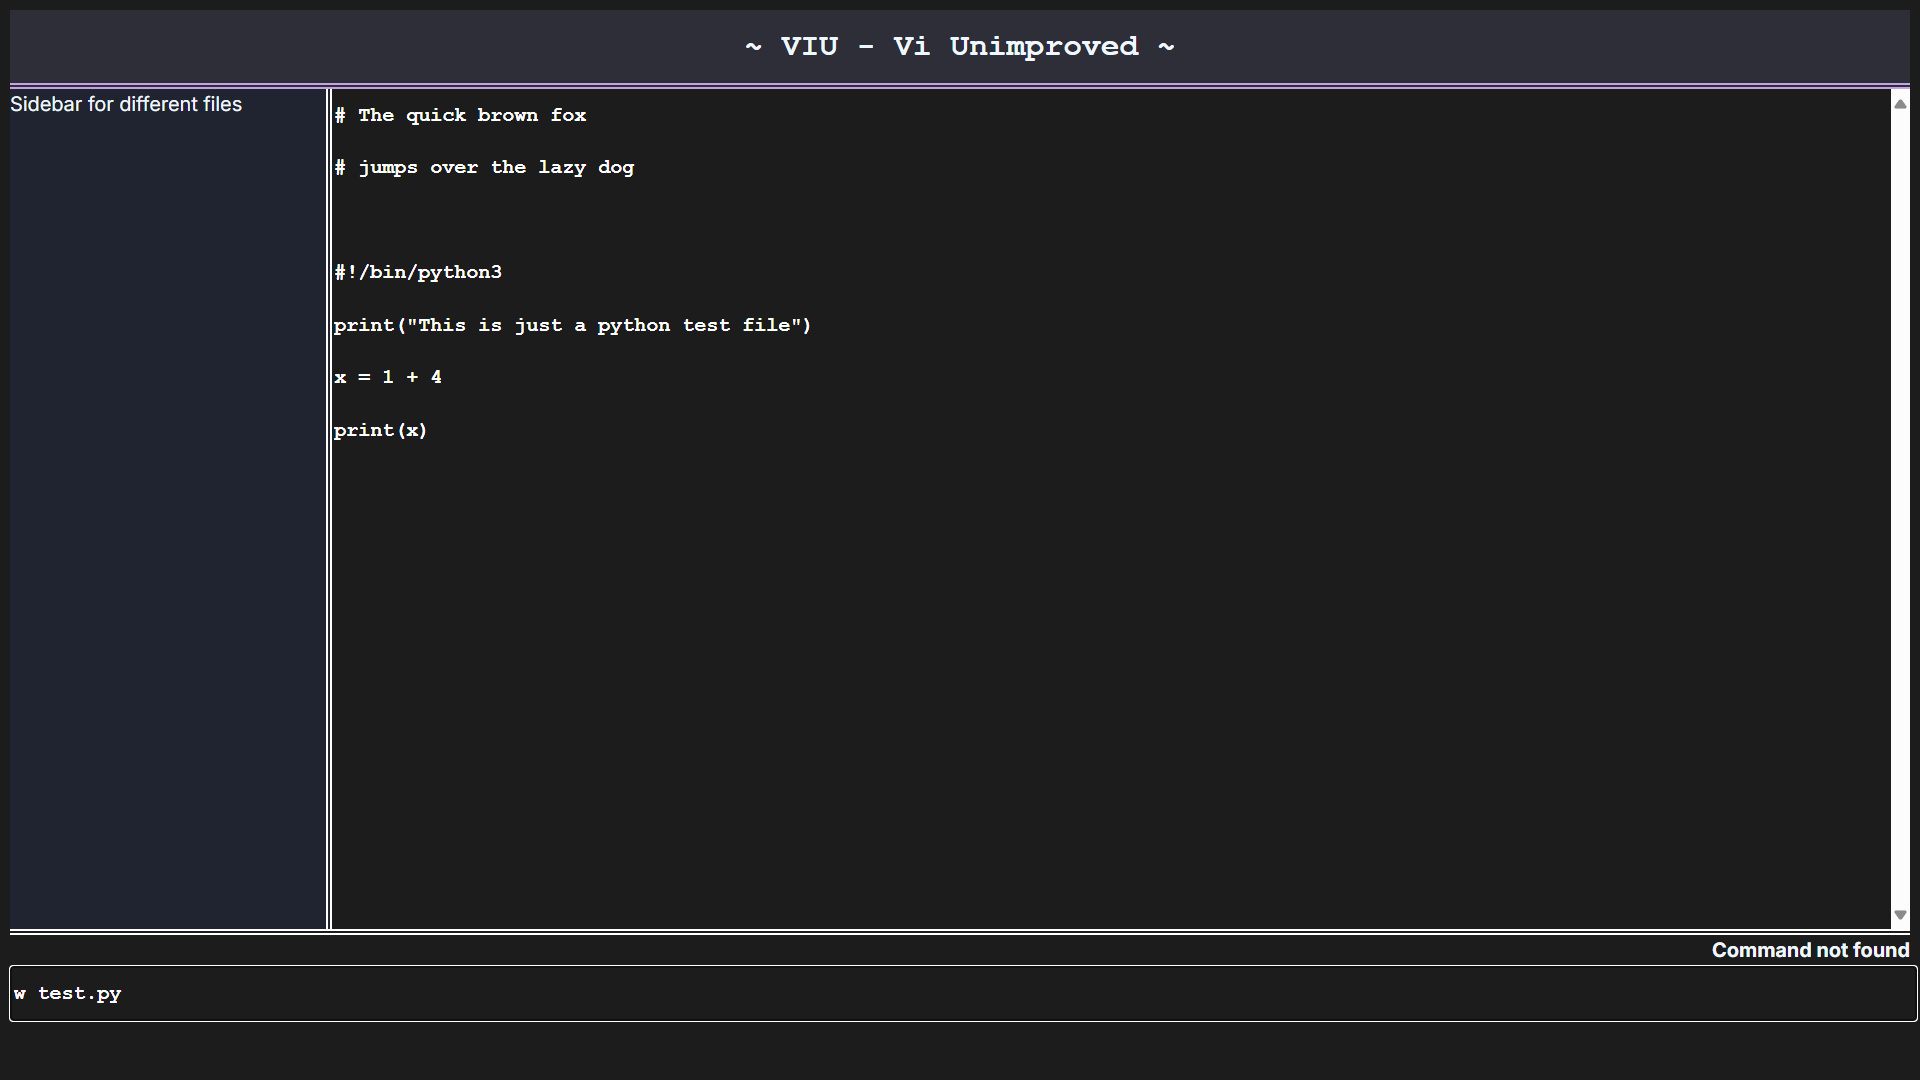 ~ VIU - Vi Unimproved ~
Sidebar for different files
# The quick brown fox
# jumps over the lazy dog
#!/bin/python3
print("This is just a python test file")
x = 1 + 4
print(x)
Command not found
w test.py